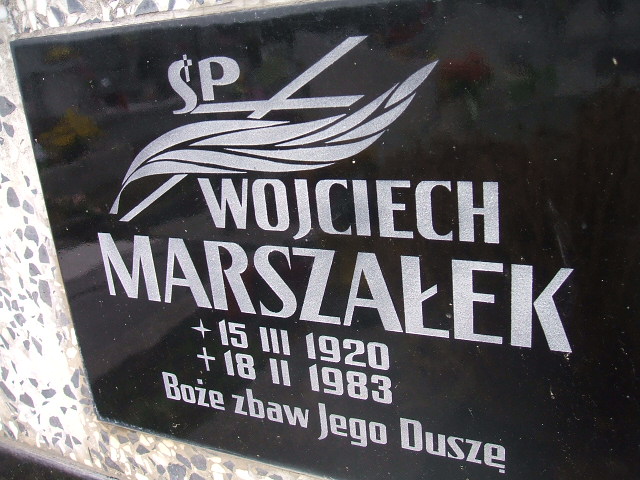 ŚP
WOJCIECH
MARSZAŁEK
+ 15 III 1920
+ 18 II 1983
Boże zbaw Jego Duszę